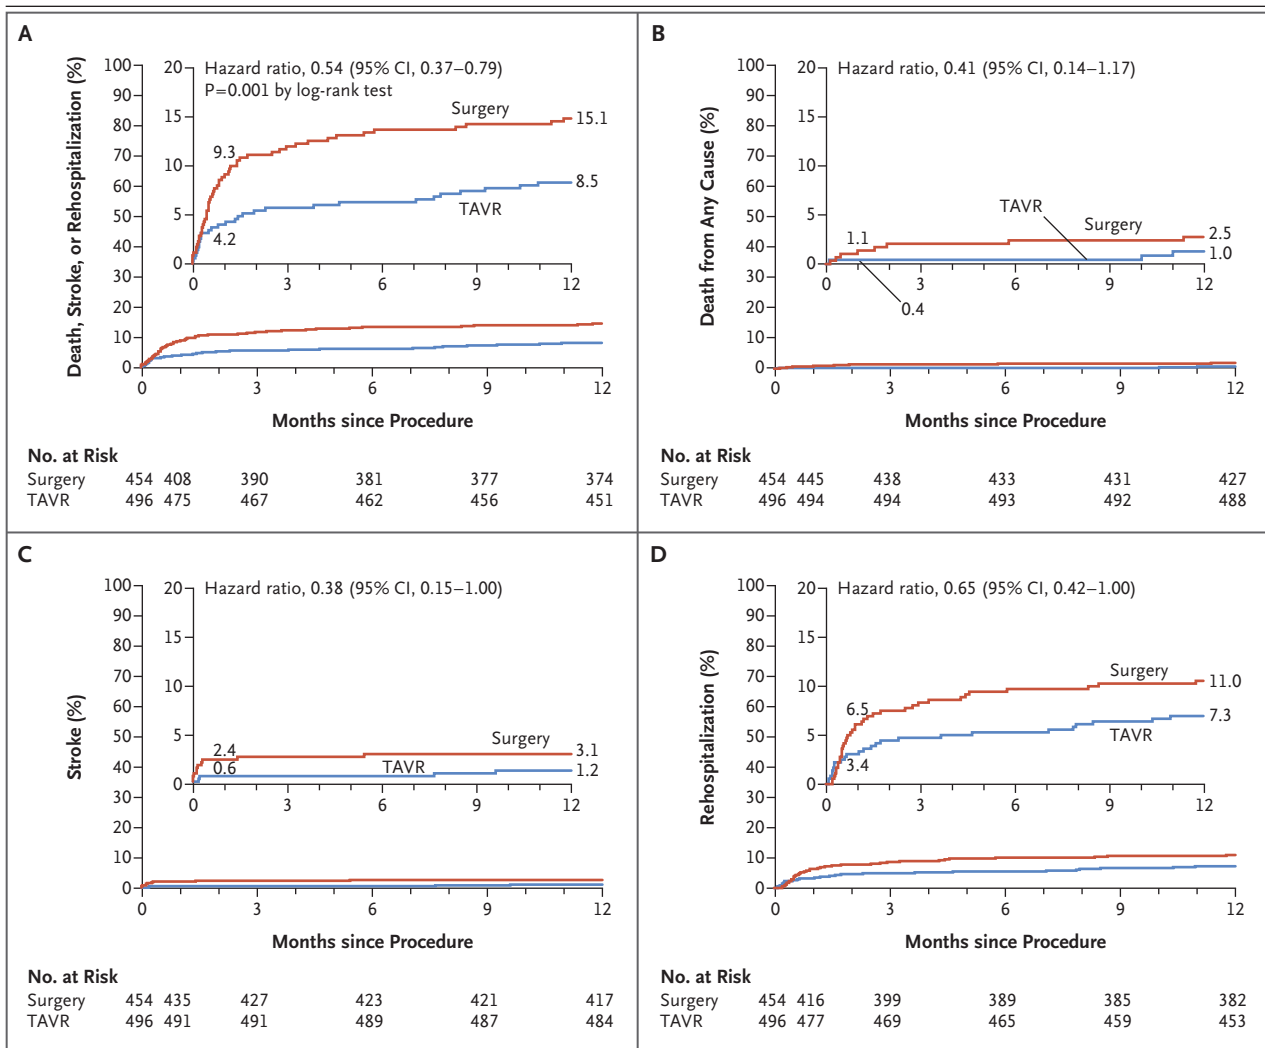 A
Death, Stroke, or Rehospitalization (%)
Hazard ratio, 0.54 (95% CI, 0.37–0.79)
P=0.001 by log-rank test
100
90
80
70
60
50
40
30
20
10
0
20
15
10
5
0
Surgery
15.1
9.3
8.5
TAVR
4.2
0 3 6 9 12
0 3 6 9 12
Months since Procedure
No. at Risk
Surgery 454 408 390 381 377 374
TAVR 496 475 467 462 456 451
B
Death from Any Cause (%)
Hazard ratio, 0.41 (95% CI, 0.14–1.17)
100
90
80
70
60
50
40
30
20
10
0
20
15
10
5
0
TAVR
Surgery
2.5
1.1
1.0
0 3 6 9 12
0.4
0 3 6 9 12
Months since Procedure
No. at Risk
Surgery 454 445 438 433 431 427
TAVR 496 494 494 493 492 488
C
Stroke (%)
Hazard ratio, 0.38 (95% CI, 0.15–1.00)
100
90
80
70
60
50
40
30
20
10
0
20
15
10
5
0
Surgery
2.4
3.1
0.6
TAVR
1.2
0 3 6 9 12
0 3 6 9 12
Months since Procedure
No. at Risk
Surgery 454 435 427 423 421 417
TAVR 496 491 491 489 487 484
D
Rehospitalization (%)
Hazard ratio, 0.65 (95% CI, 0.42–1.00)
100
90
80
70
60
50
40
30
20
10
0
20
15
10
5
0
Surgery
11.0
6.5
7.3
TAVR
3.4
0 3 6 9 12
0 3 6 9 12
Months since Procedure
No. at Risk
Surgery 454 416 399 389 385 382
TAVR 496 477 469 465 459 453